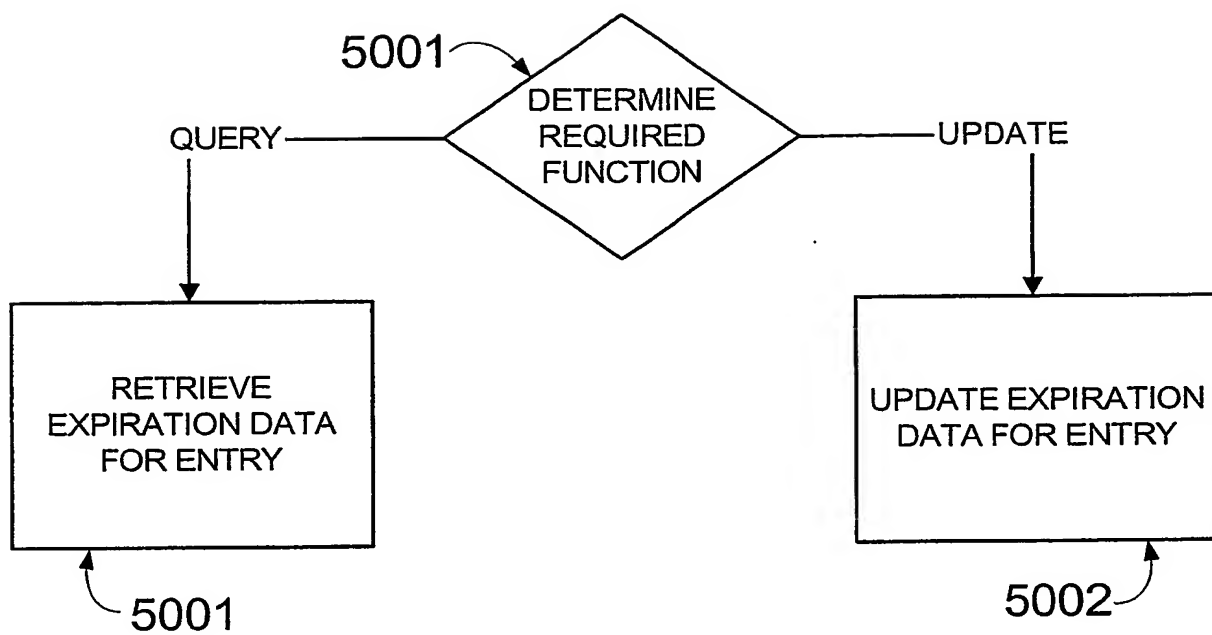 5001
DETERMINE
REQUIRED
FUNCTION
QUERY
UPDATE
RETRIEVE
EXPIRATION DATA
FOR ENTRY
UPDATE EXPIRATION
DATA FOR ENTRY
5001
5002